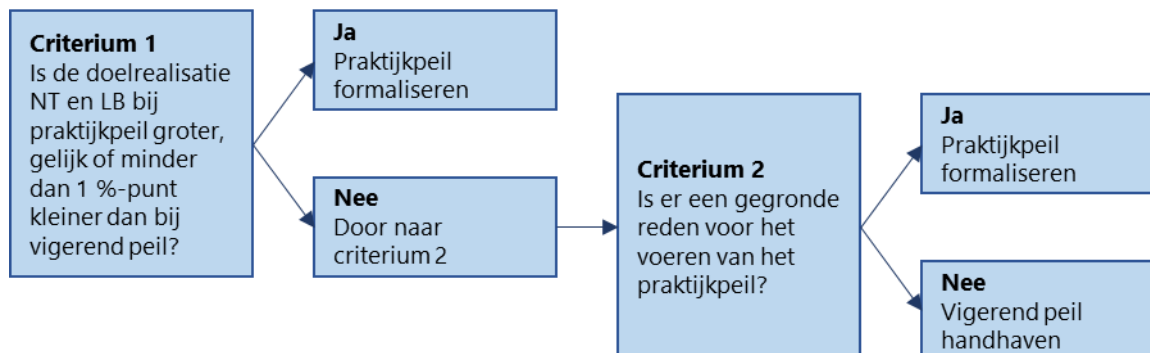 Criterium 1
Is de doelrealisatie
NT en LB bij
praktijkpeil groter,
gelijk of minder
dan 1 %-punt
kleiner dan bij
vigerend peil?
Ja
Praktijkpeil
formaliseren
Nee
Door naar
criterium 2
Criterium 2
Is er een gegronde
reden voor het
voeren van het
praktijkpeil?
Ja
Praktijkpeil
formaliseren
Nee
Vigerend peil
handhaven